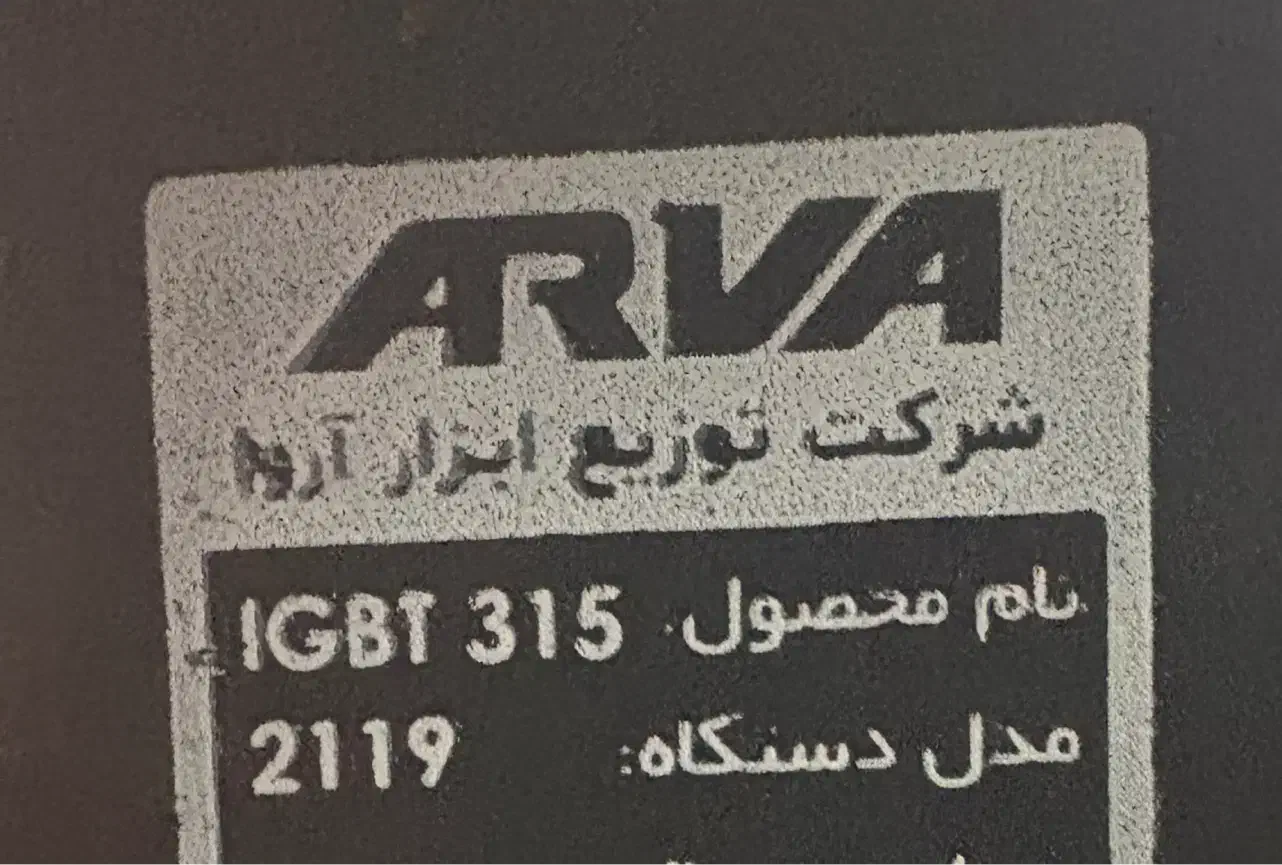 ARVA
شرکت توزیع ابزار آروا
نام محصول: IGBT 315
مدل دستگاه: 2119